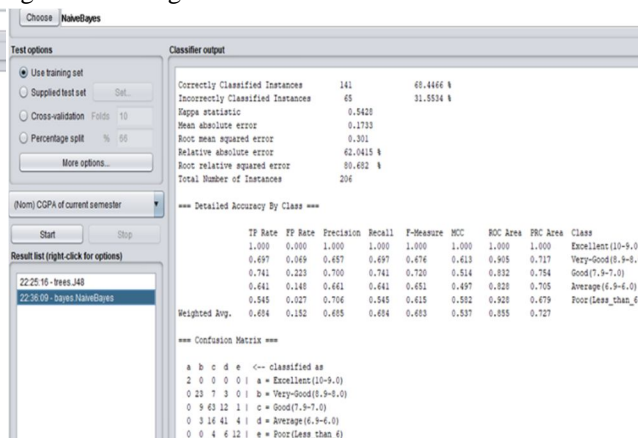 Choose NaiveBayes
Test options
Use training set
Supplied test set Set...
Cross-validation Folds 10
Percentage split % 66
More options...
(Nom) CGPA of current semester
Start Stop
Result list (right-click for options)
22:25:16 - trees.J48
22:36:09 - bayes.NaiveBayes
Classifier output
Correctly Classified Instances 141 68.4466 %
Incorrectly Classified Instances 65 31.5534 %
Kappa statistic 0.5428
Mean absolute error 0.1733
Root mean squared error 0.301
Relative absolute error 62.0415 %
Root relative squared error 80.682 %
Total Number of Instances 206
=== Detailed Accuracy By Class ===
TP Rate FP Rate Precision Recall F-Measure MCC ROC Area PRC Area Class
1.000 0.000 1.000 1.000 1.000 1.000 1.000 1.000 Excellent(10-9.0
0.697 0.069 0.657 0.697 0.676 0.613 0.905 0.717 Very-Good(8.9-8.
0.741 0.223 0.700 0.741 0.720 0.514 0.832 0.754 Good(7.9-7.0)
0.641 0.148 0.661 0.641 0.651 0.497 0.828 0.705 Average(6.9-6.0)
0.545 0.027 0.706 0.545 0.615 0.582 0.928 0.679 Poor(Less_than_6
Weighted Avg. 0.684 0.152 0.685 0.684 0.683 0.537 0.855 0.727
=== Confusion Matrix ===
a b c d e <-- classified as
2 0 0 0 0 | a = Excellent(10-9.0)
0 23 7 3 0 | b = Very-Good(8.9-8.0)
0 9 63 12 1 | c = Good(7.9-7.0)
0 3 16 41 4 | d = Average(6.9-6.0)
0 0 4 6 12 | e = Poor(Less than 6)